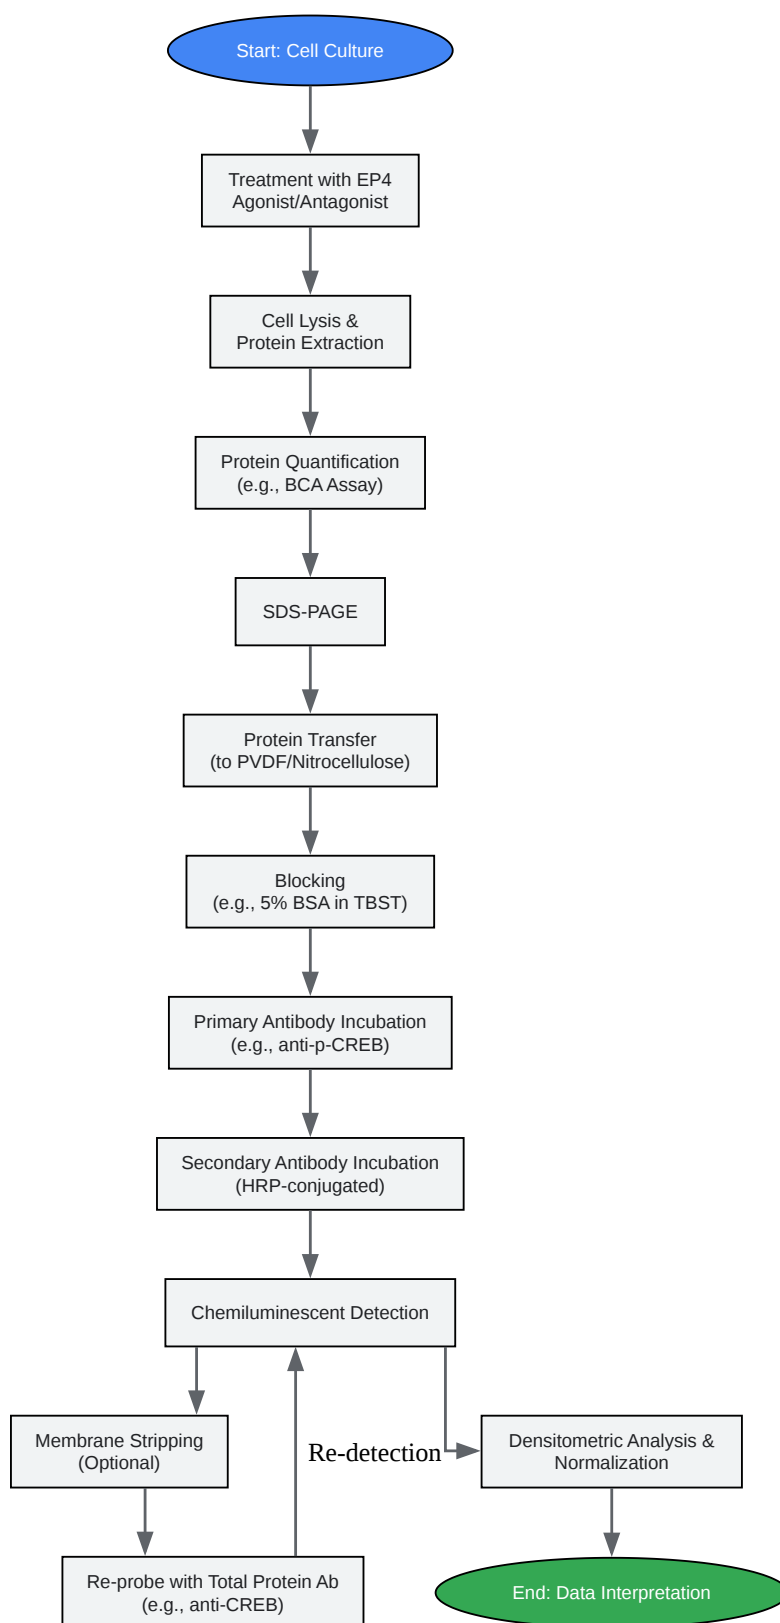 Start: Cell Culture
Treatment with EP4
Agonist/Antagonist
Cell Lysis &
Protein Extraction
Protein Quantification
(e.g., BCA Assay)
SDS-PAGE
Protein Transfer
(to PVDF/Nitrocellulose)
Blocking
(e.g., 5% BSA in TBST)
Primary Antibody Incubation
(e.g., anti-p-CREB)
Secondary Antibody Incubation
(HRP-conjugated)
Chemiluminescent Detection
Membrane Stripping
(Optional)
Re-detection
Densitometric Analysis &
Normalization
Re-probe with Total Protein Ab
(e.g., anti-CREB)
End: Data Interpretation